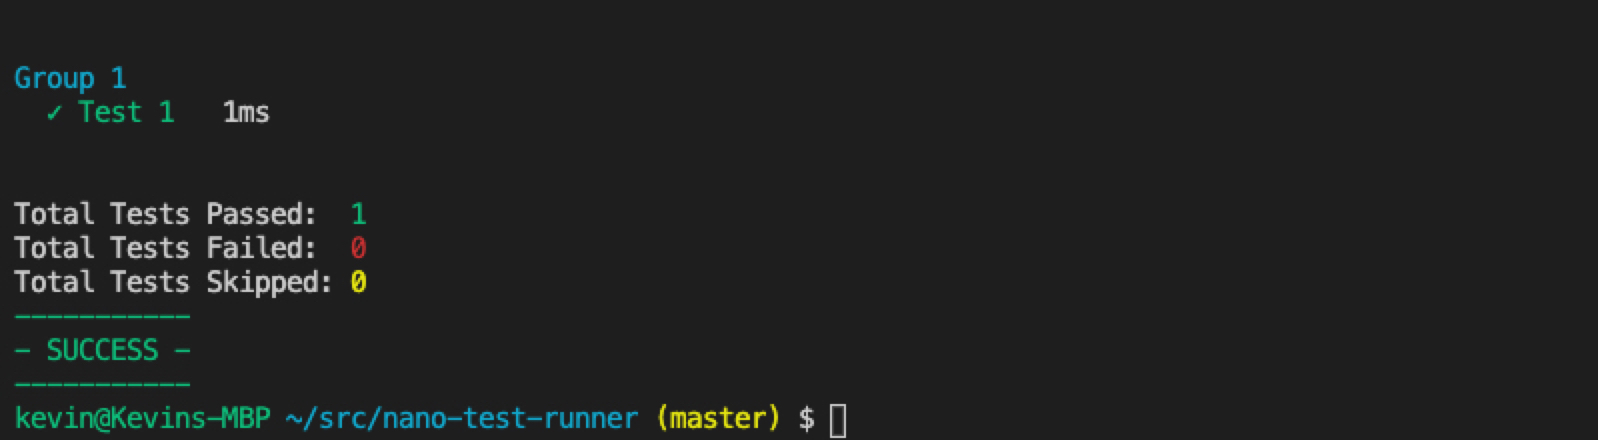 Group 1
✓ Test 1 1ms
Total Tests Passed: 1
Total Tests Failed: 0
Total Tests Skipped: 0
-----------
- SUCCESS -
-----------
kevin@Kevins-MBP ~/src/nano-test-runner (master) $